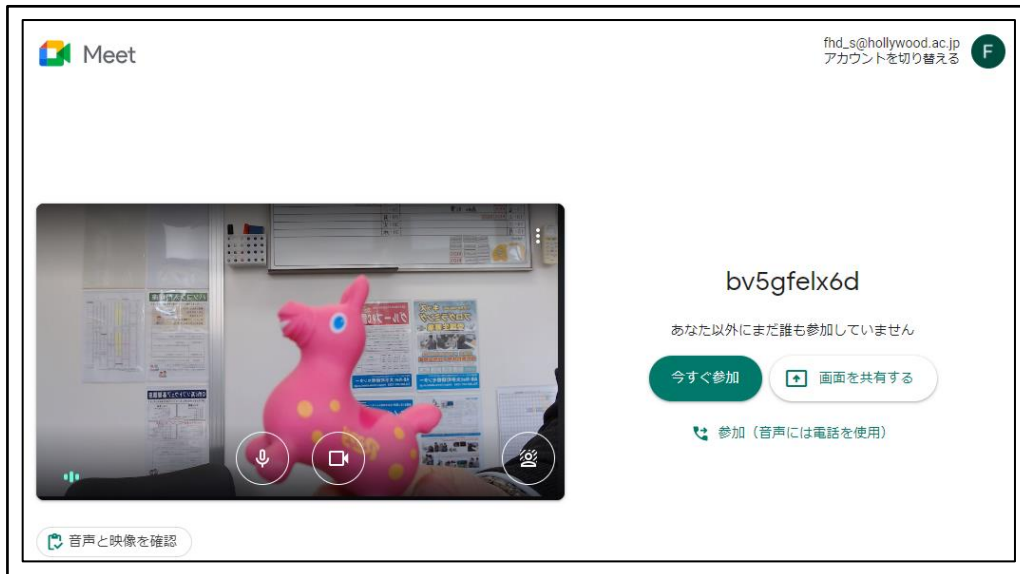 Meet
fhd_s@hollywood.ac.jp
アカウントを切り替える
F
bv5gfelx6d
あなた以外にまだ誰も参加していません
今すぐ参加
画面を共有する
参加（音声には電話を使用）
音声と映像を確認